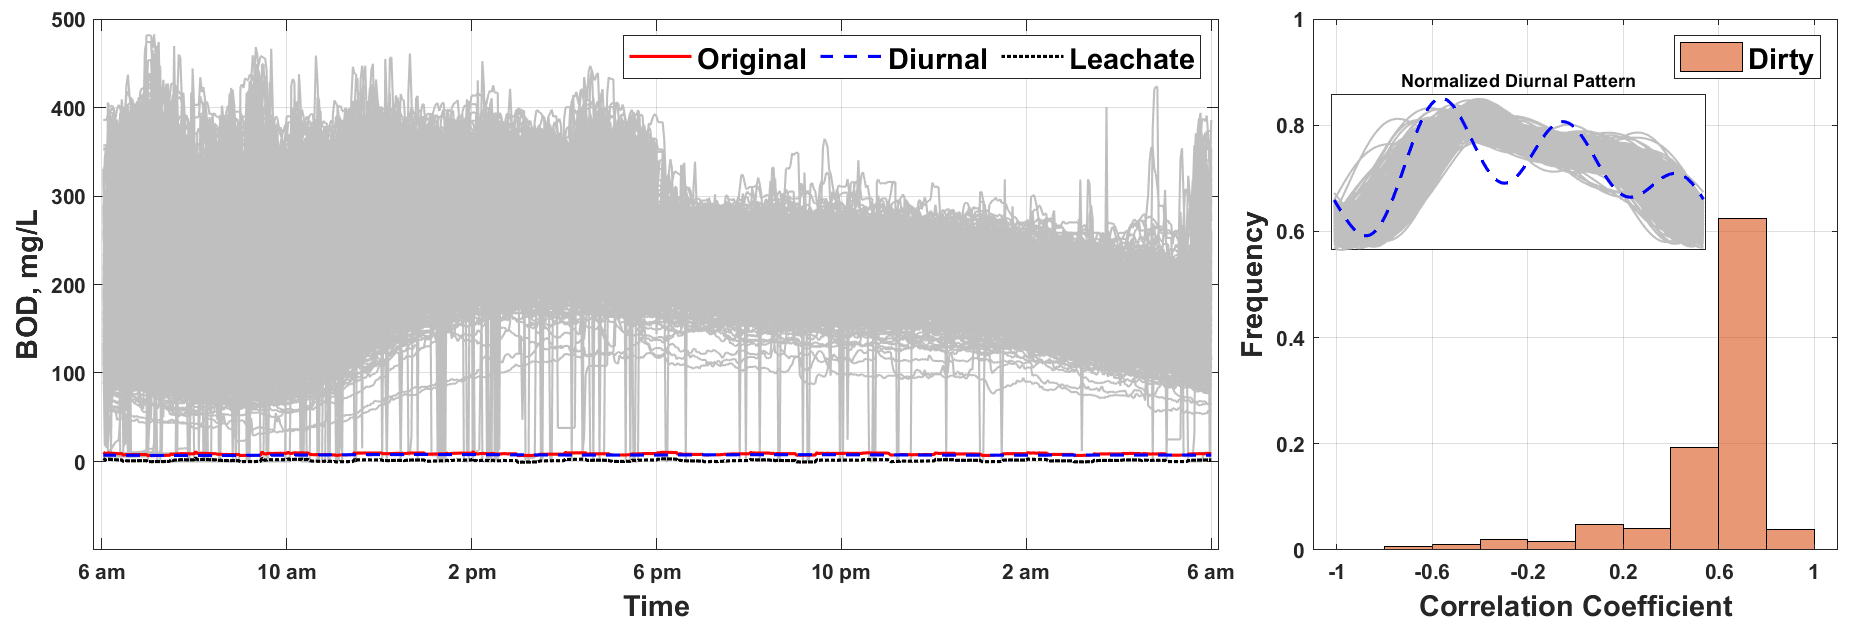 500
400
300
200
100
0
BOD, mg/L
Original Diurnal Leachate
6 am 10 am 2 pm 6 pm 10 pm 2 am 6 am
Time
1
0.8
0.6
0.4
0.2
0
Frequency
Dirty
Normalized Diurnal Pattern
-1 -0.6 -0.2 0.2 0.6 1
Correlation Coefficient